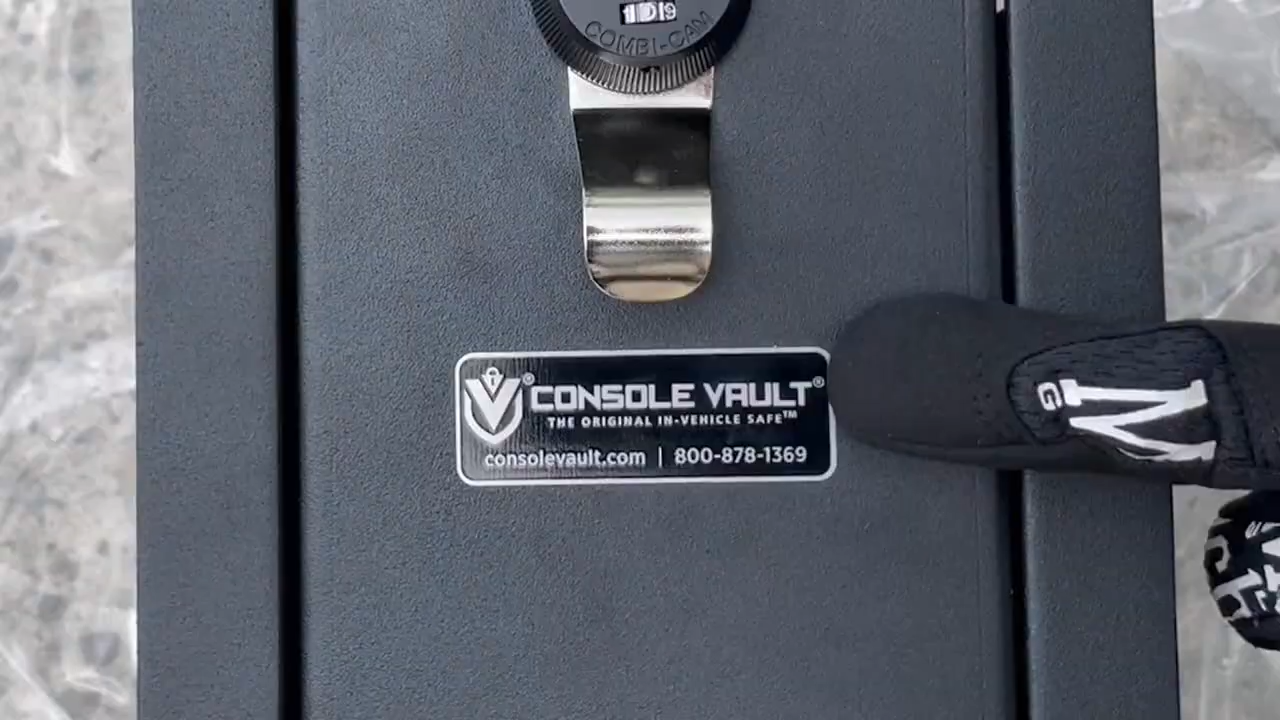 COMBI-CAM
CONSOLE VAULT®
THE ORIGINAL IN-VEHICLE SAFE™
consolevault.com | 800-878-1369
M
G